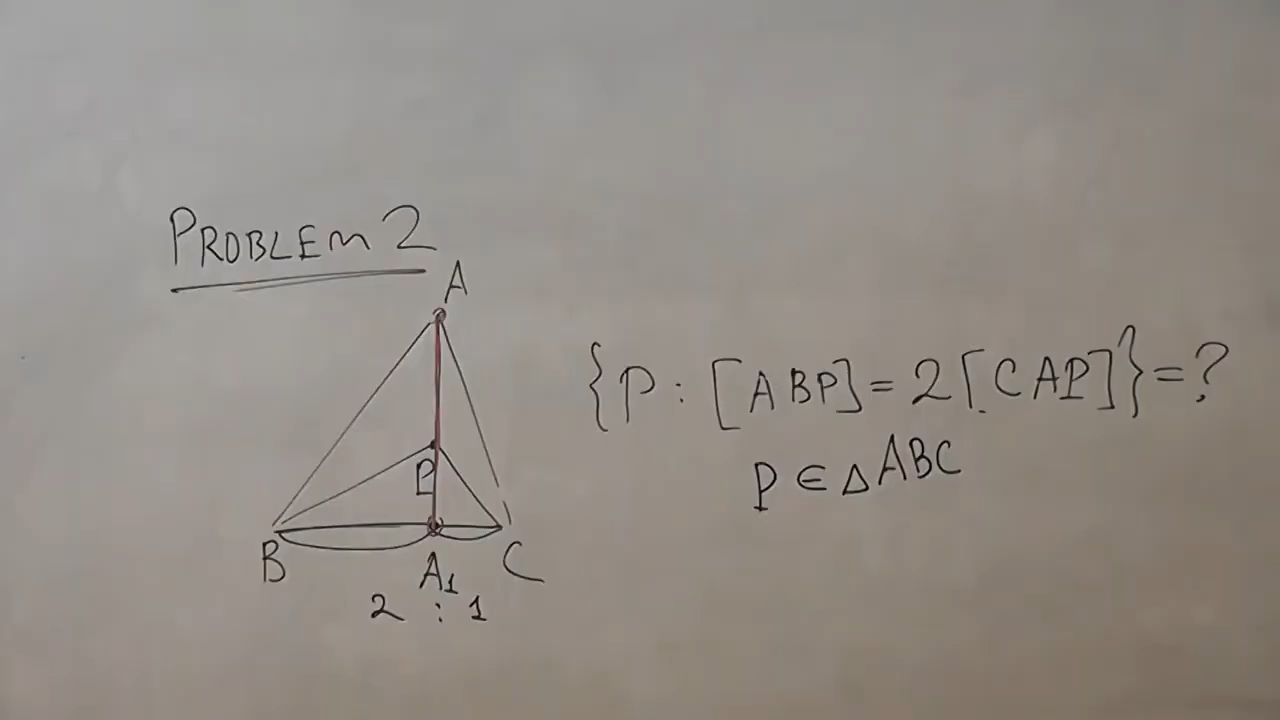 PROBLEM 2
A
{P : [ABP] = 2[CAP]} = ?
P ∈ △ABC
P
B
A₁
C
2 : 1